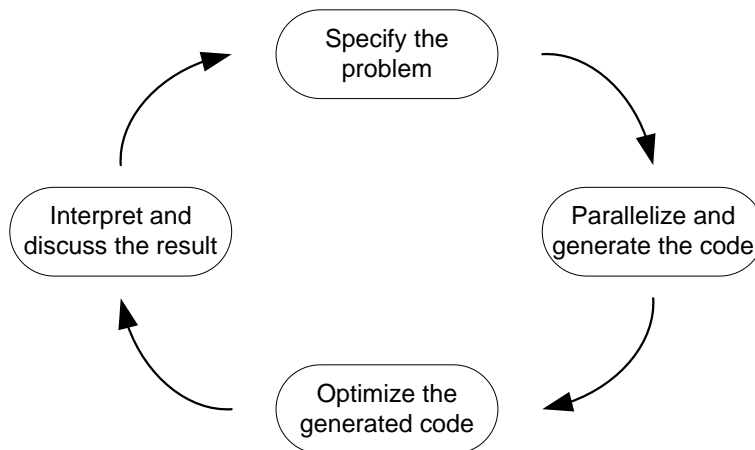 Specify the
problem
Interpret and
discuss the result
Parallelize and
generate the code
Optimize the
generated code